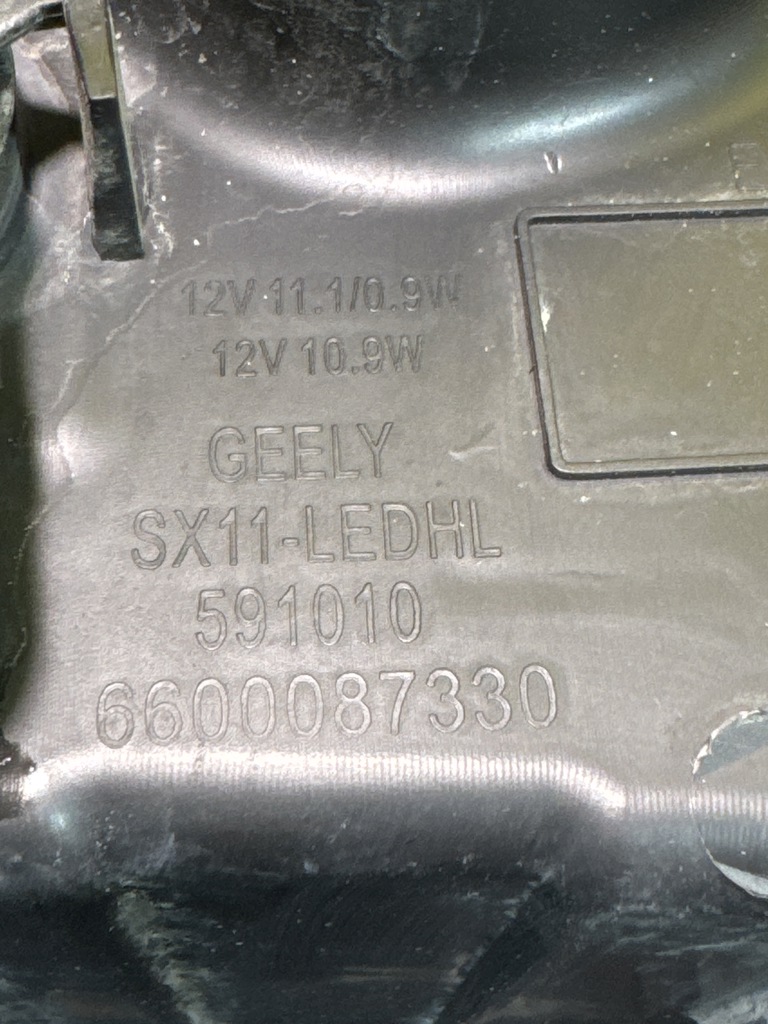 12V 11.1/0.9W
12V 10.9W
GEELY
SX11-LEDHL
591010
6600087330